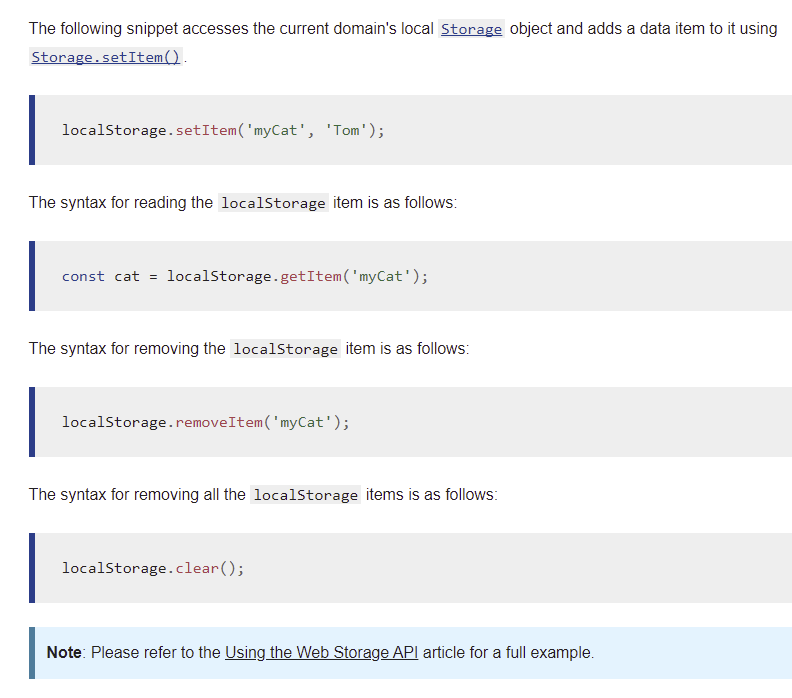 The following snippet accesses the current domain's local Storage object and adds a data item to it using
Storage.setItem().
localStorage.setItem('myCat', 'Tom');
The syntax for reading the localStorage item is as follows:
const cat = localStorage.getItem('myCat');
The syntax for removing the localStorage item is as follows:
localStorage.removeItem('myCat');
The syntax for removing all the localStorage items is as follows:
localStorage.clear();
Note: Please refer to the Using the Web Storage API article for a full example.